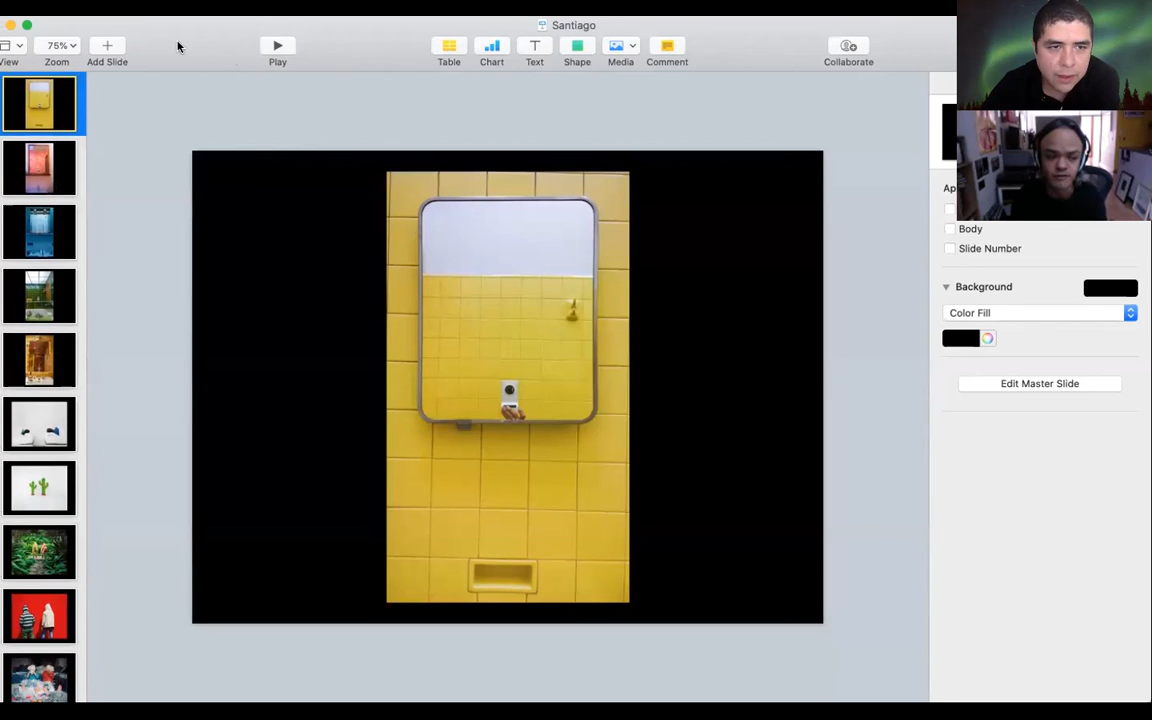 Santiago
View
75%
Zoom
Add Slide
Play
Table
Chart
Text
Shape
Media
Comment
Collaborate
Body
Slide Number
Background
Color Fill
Edit Master Slide